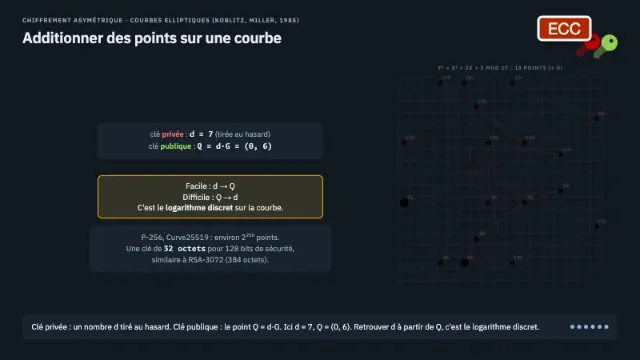 CHIFFREMENT ASYMÉTRIQUE · COURBES ELLIPTIQUES (KOBLITZ, MILLER, 1985)
Additionner des points sur une courbe
ECC
clé privée : d = 7 (tirée au hasard)
clé publique : Q = d·G = (0, 6)
Facile : d → Q
Difficile : Q → d
C'est le logarithme discret sur la courbe.
P-256, Curve25519 : environ 2²⁵⁶ points.
Une clé de 32 octets pour 128 bits de sécurité,
similaire à RSA-3072 (384 octets).
Clé privée : un nombre d tiré au hasard. Clé publique : le point Q = d·G. Ici d = 7, Q = (0, 6). Retrouver d à partir de Q, c'est le logarithme discret.